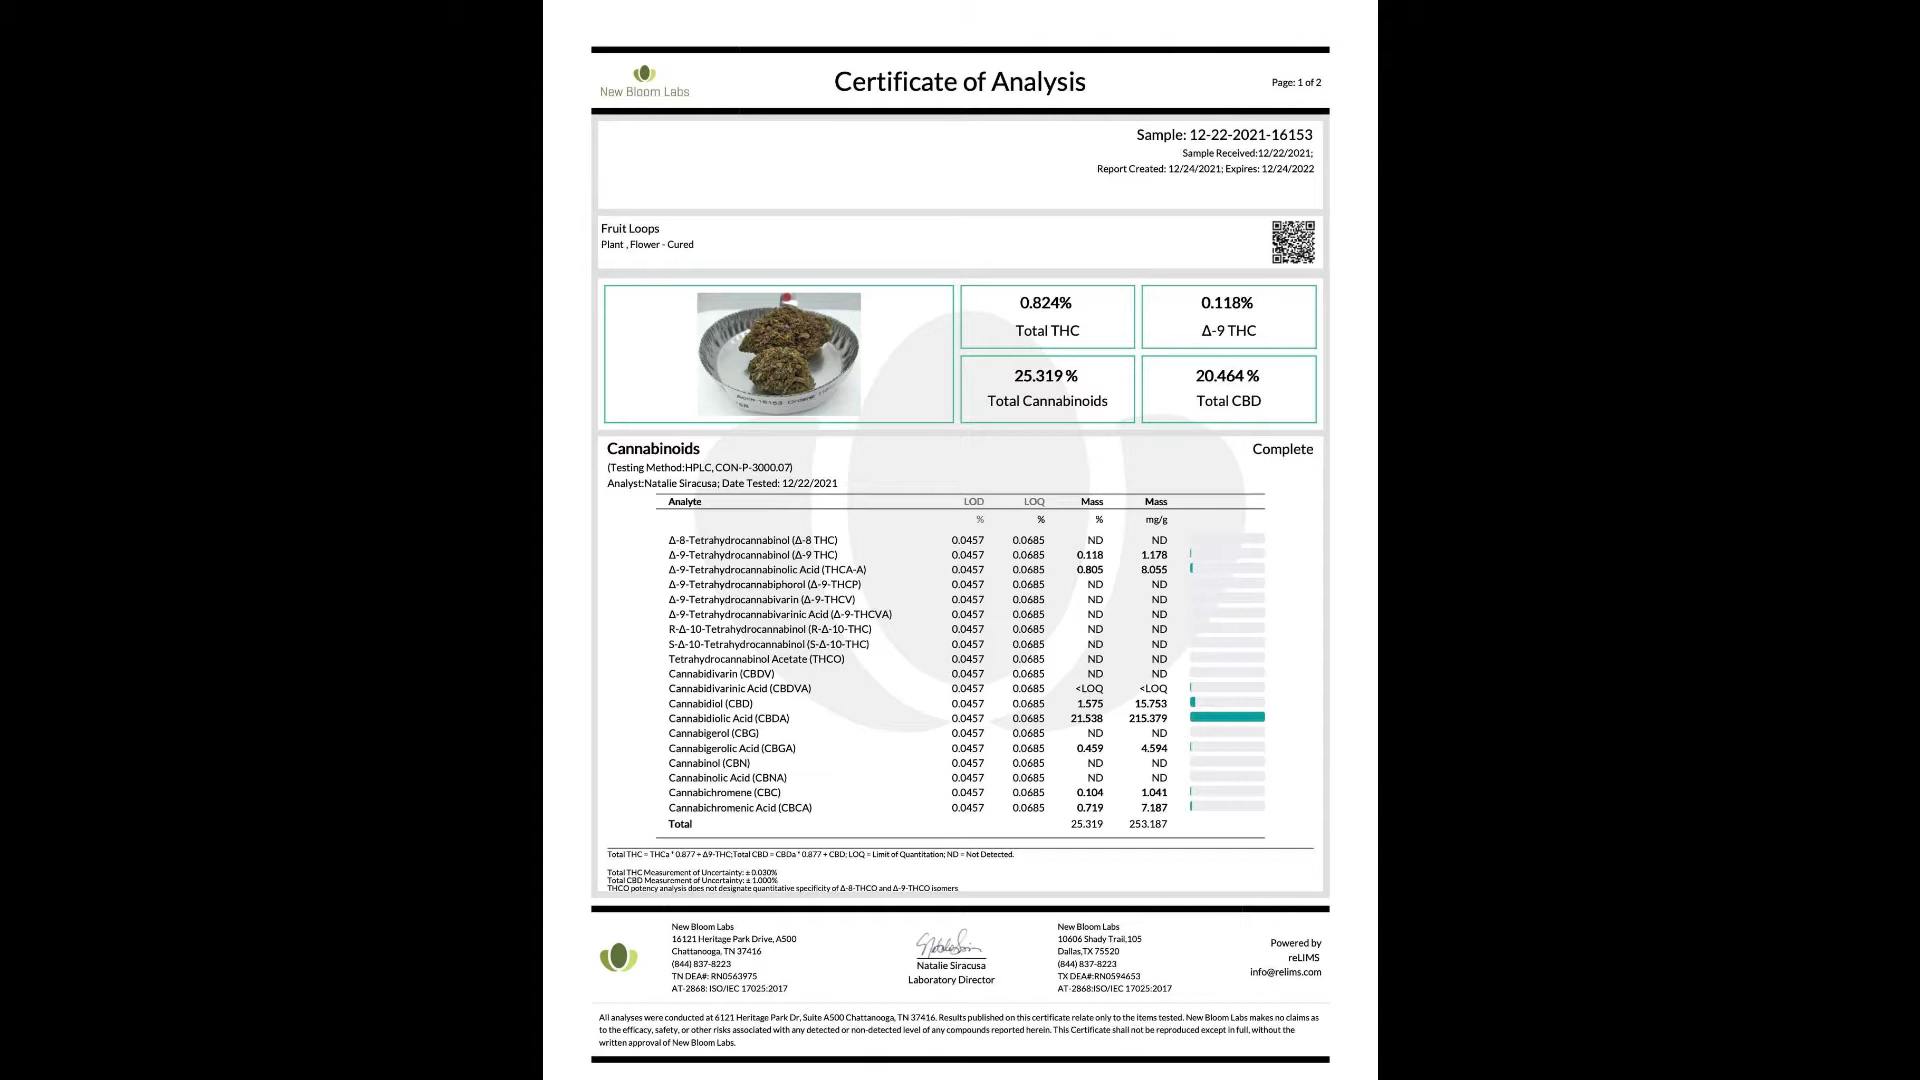 New Bloom Labs
Certificate of Analysis
Page: 1 of 2
Sample: 12-22-2021-16153
Sample Received:12/22/2021;
Report Created: 12/24/2021; Expires: 12/24/2022
Fruit Loops
Plant , Flower - Cured
0.824%
Total THC
0.118%
Δ-9 THC
25.319 %
Total Cannabinoids
20.464 %
Total CBD
Cannabinoids
Complete
(Testing Method:HPLC, CON-P-3000.07)
Analyst:Natalie Siracusa; Date Tested: 12/22/2021
Analyte LOD LOQ Mass Mass
% % % mg/g
Δ-8-Tetrahydrocannabinol (Δ-8 THC) 0.0457 0.0685 ND ND
Δ-9-Tetrahydrocannabinol (Δ-9 THC) 0.0457 0.0685 0.118 1.178
Δ-9-Tetrahydrocannabinolic Acid (THCA-A) 0.0457 0.0685 0.805 8.055
Δ-9-Tetrahydrocannabiphorol (Δ-9-THCP) 0.0457 0.0685 ND ND
Δ-9-Tetrahydrocannabivarin (Δ-9-THCV) 0.0457 0.0685 ND ND
Δ-9-Tetrahydrocannabivarinic Acid (Δ-9-THCVA) 0.0457 0.0685 ND ND
R-Δ-10-Tetrahydrocannabinol (R-Δ-10-THC) 0.0457 0.0685 ND ND
S-Δ-10-Tetrahydrocannabinol (S-Δ-10-THC) 0.0457 0.0685 ND ND
Tetrahydrocannabinol Acetate (THCO) 0.0457 0.0685 ND ND
Cannabidivarin (CBDV) 0.0457 0.0685 ND ND
Cannabidivarinic Acid (CBDVA) 0.0457 0.0685 <LOQ <LOQ
Cannabidiol (CBD) 0.0457 0.0685 1.575 15.753
Cannabidiolic Acid (CBDA) 0.0457 0.0685 21.538 215.379
Cannabigerol (CBG) 0.0457 0.0685 ND ND
Cannabigerolic Acid (CBGA) 0.0457 0.0685 0.459 4.594
Cannabinol (CBN) 0.0457 0.0685 ND ND
Cannabinolic Acid (CBNA) 0.0457 0.0685 ND ND
Cannabichromene (CBC) 0.0457 0.0685 0.104 1.041
Cannabichromenic Acid (CBCA) 0.0457 0.0685 0.719 7.187
Total 25.319 253.187
Total THC = THCa * 0.877 + Δ9-THC;Total CBD = CBDa * 0.877 + CBD; LOQ = Limit of Quantitation; ND = Not Detected.
Total THC Measurement of Uncertainty: ± 0.030%
Total CBD Measurement of Uncertainty: ± 1.000%
THCO potency analysis does not designate quantitative specificity of Δ-8-THCO and Δ-9-THCO isomers
New Bloom Labs
16121 Heritage Park Drive, A500
Chattanooga, TN 37416
(844) 837-8223
TN DEA#: RN0563975
AT-2868: ISO/IEC 17025:2017
Natalie Siracusa
Laboratory Director
New Bloom Labs
10606 Shady Trail,105
Dallas,TX 75520
(844) 837-8223
TX DEA#:RN0594653
AT-2868:ISO/IEC 17025:2017
Powered by
reLIMS
info@relims.com
All analyses were conducted at 6121 Heritage Park Dr, Suite A500 Chattanooga, TN 37416. Results published on this certificate relate only to the items tested. New Bloom Labs makes no claims as
to the efficacy, safety, or other risks associated with any detected or non-detected level of any compounds reported herein. This Certificate shall not be reproduced except in full, without the
written approval of New Bloom Labs.